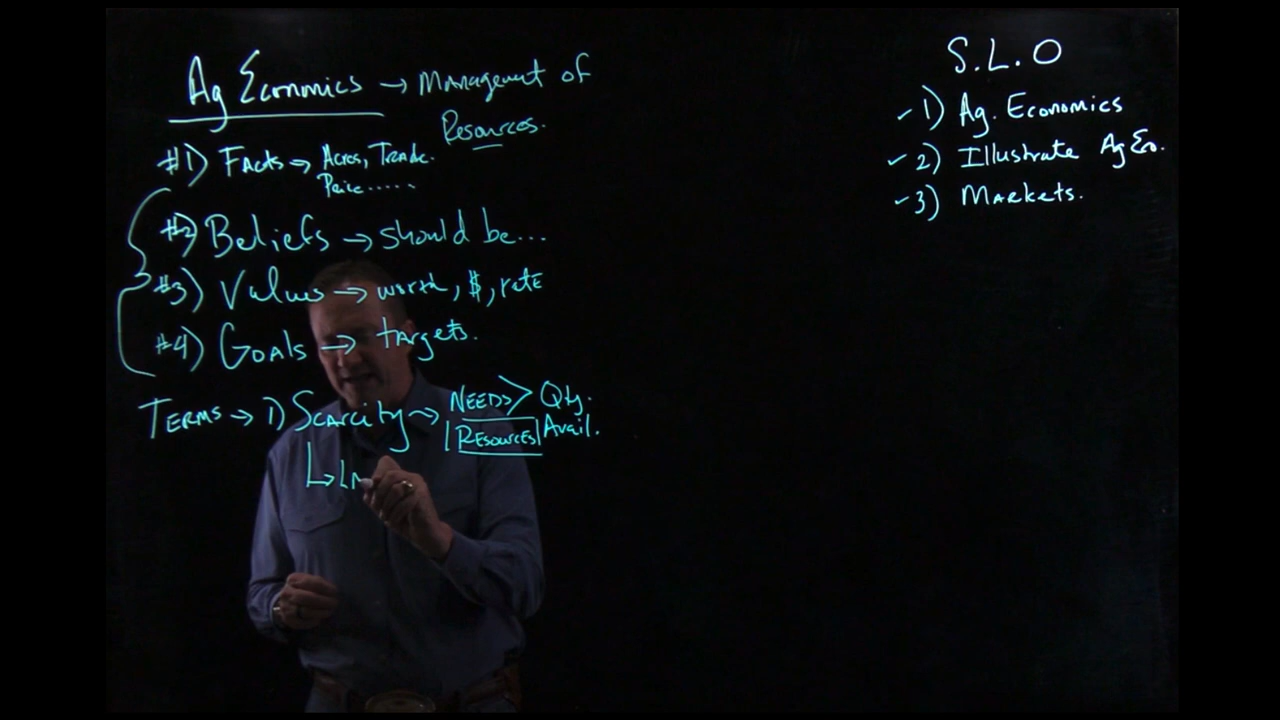 Ag Economics → Management of
Resources.
#1) Facts → Acres, Trade.
Price.....
#2) Beliefs → should be...
#3) Values → worth, $, rate
#4) Goals → targets.
Terms → 1) Scarcity → Needs > Qty.
Resources Avail.
S.L.O
✓ 1) Ag. Economics
✓ 2) Illustrate Ag Ec.
✓ 3) Markets.